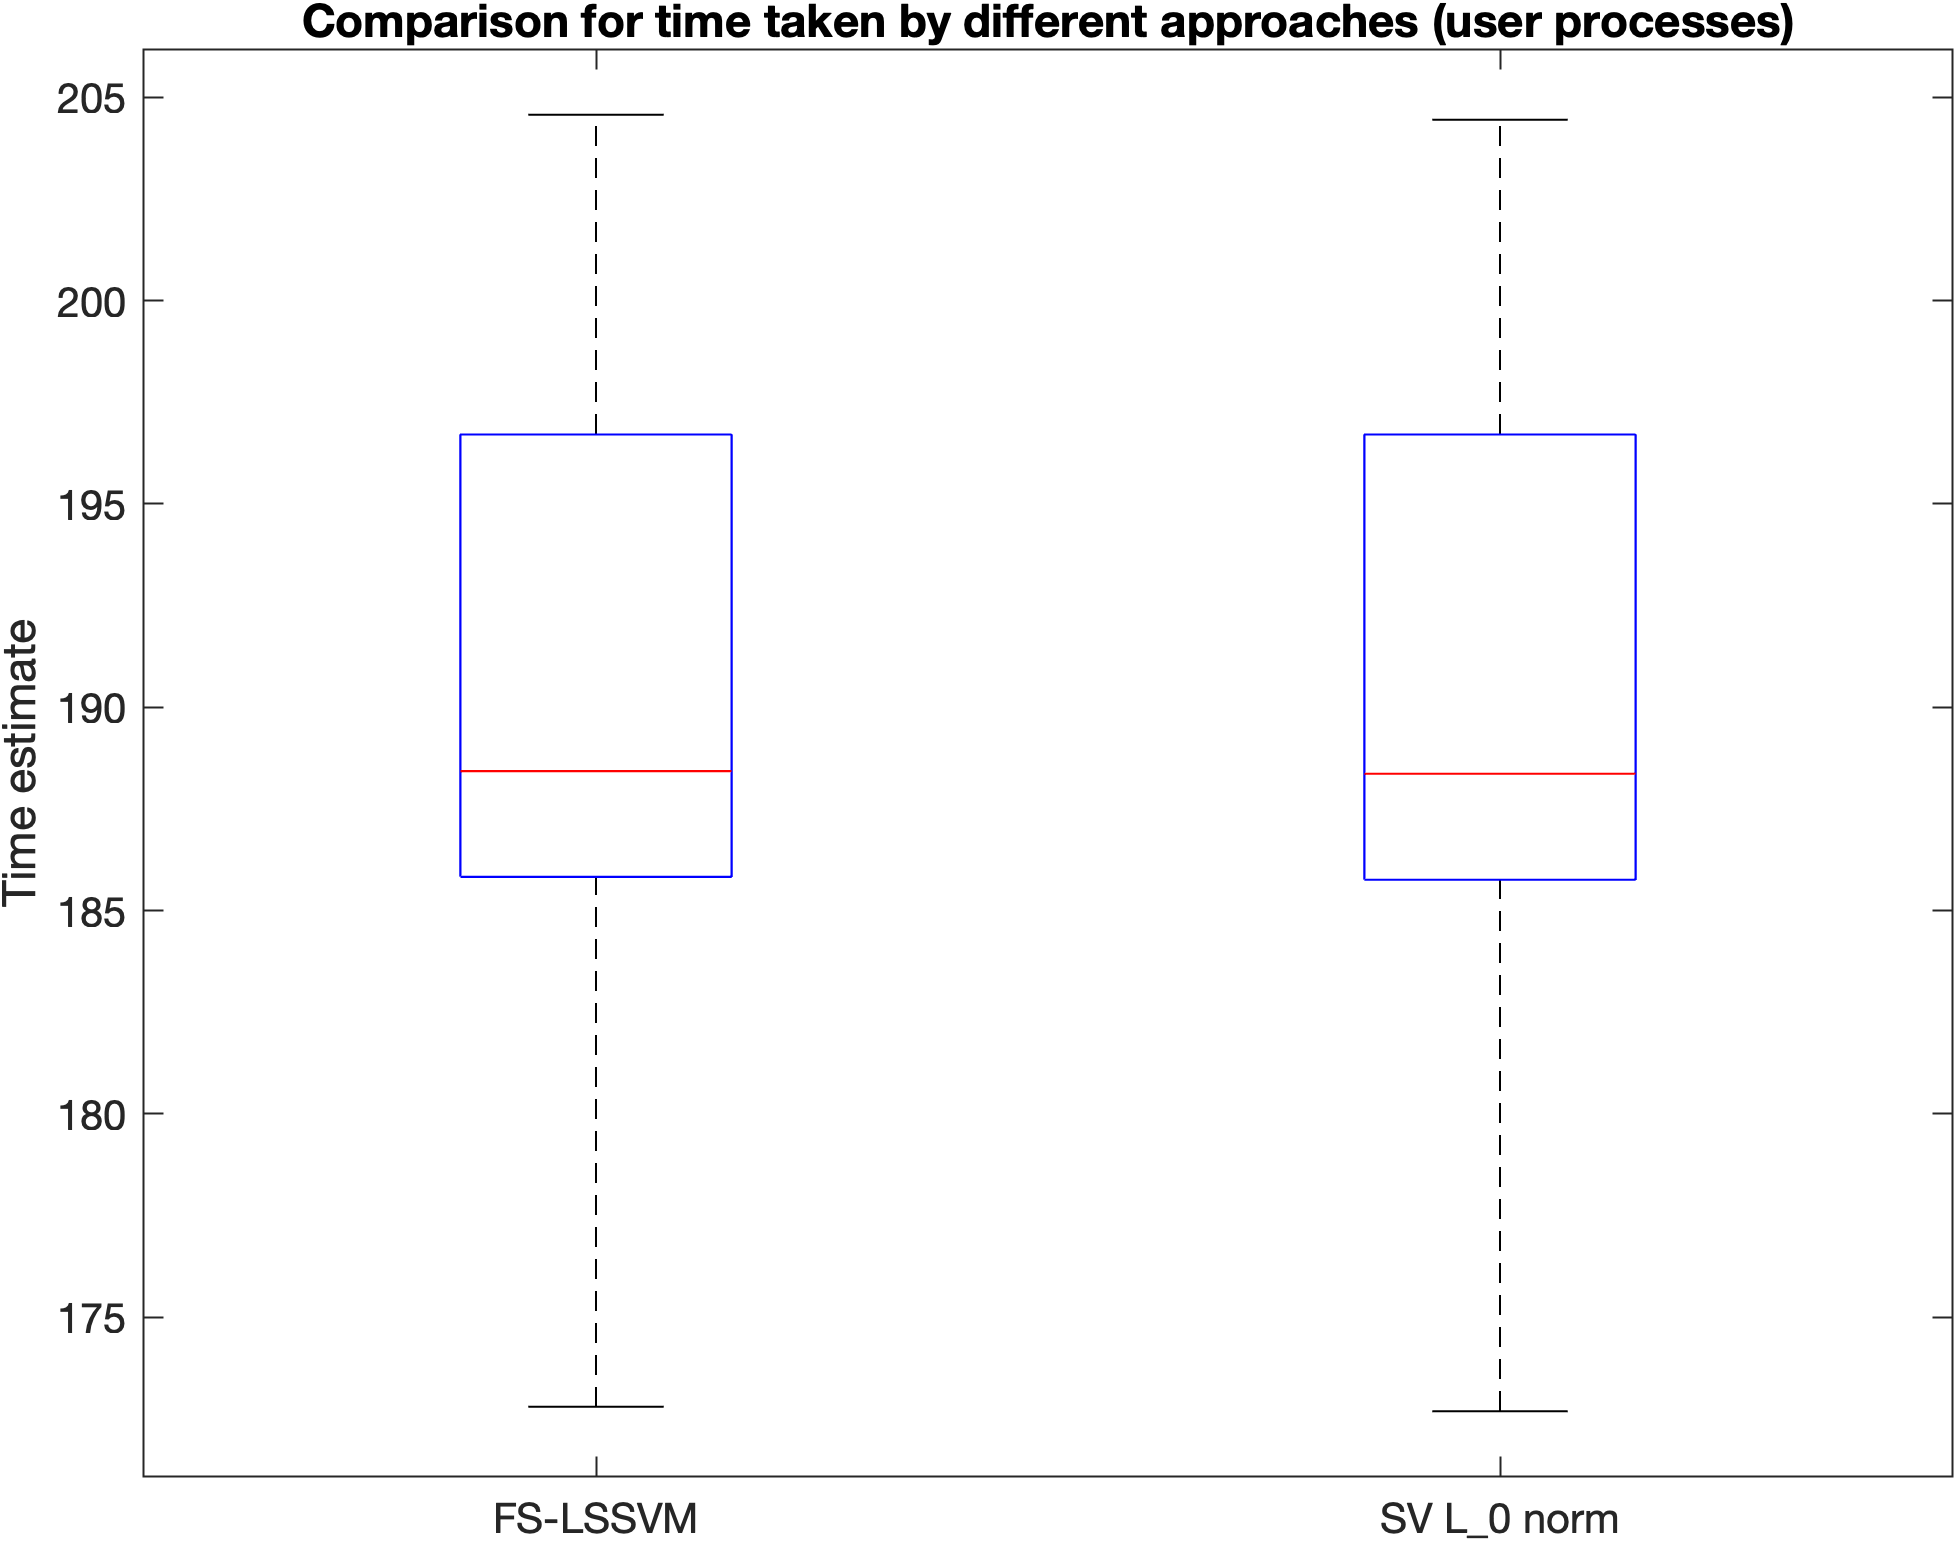 Comparison for time taken by different approaches (user processes)
205
200
195
190
185
180
175
Time estimate
FS-LSSVM
SV L_0 norm